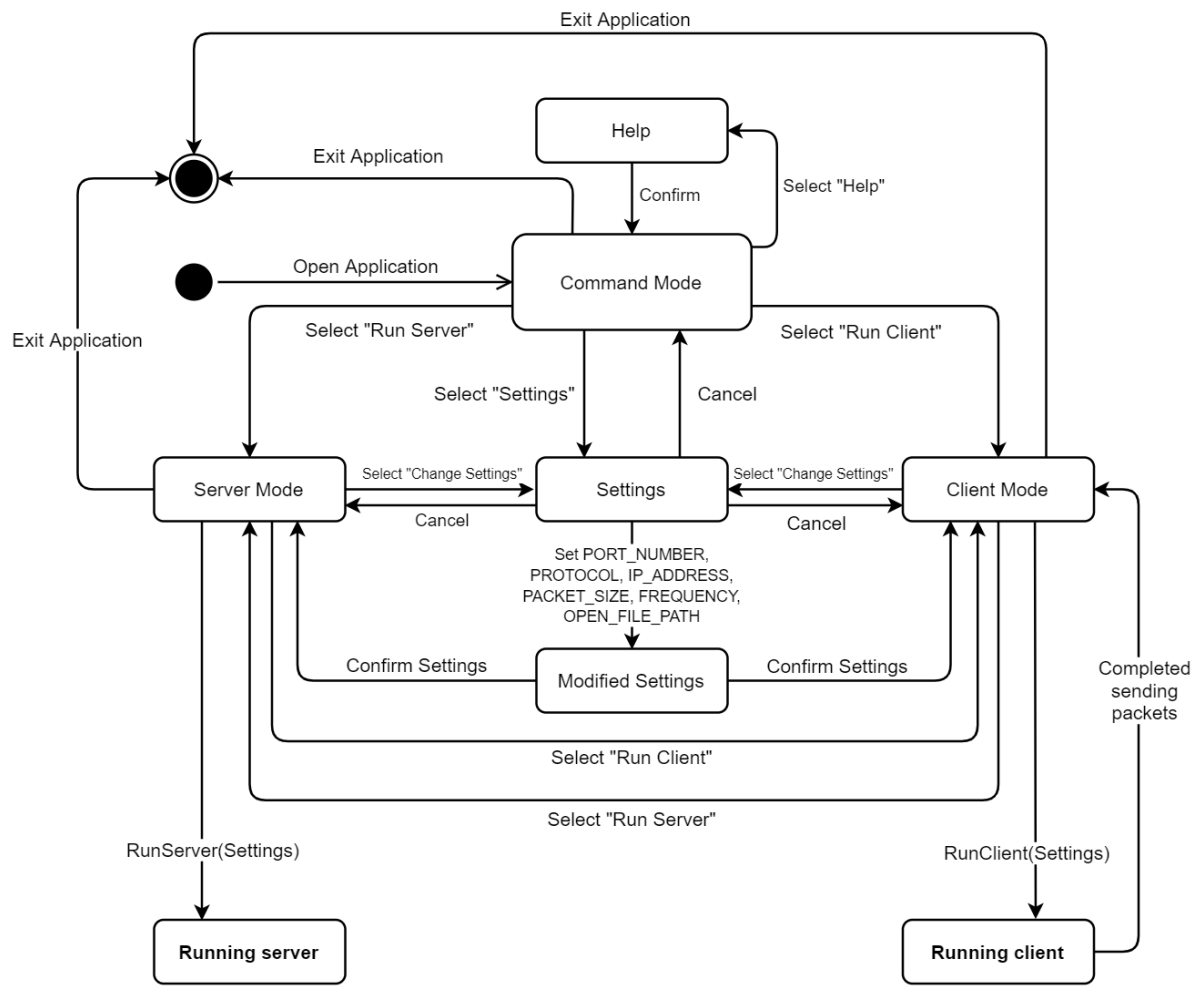 Exit Application
Help
Exit Application
Confirm
Select "Help"
Open Application
Command Mode
Select "Run Server"
Select "Run Client"
Exit Application
Select "Settings"
Cancel
Server Mode
Select "Change Settings"
Settings
Select "Change Settings"
Client Mode
Cancel
Cancel
Set PORT_NUMBER,
PROTOCOL, IP_ADDRESS,
PACKET_SIZE, FREQUENCY,
OPEN_FILE_PATH
Confirm Settings
Modified Settings
Confirm Settings
Completed
sending
packets
Select "Run Client"
Select "Run Server"
RunServer(Settings)
RunClient(Settings)
Running server
Running client